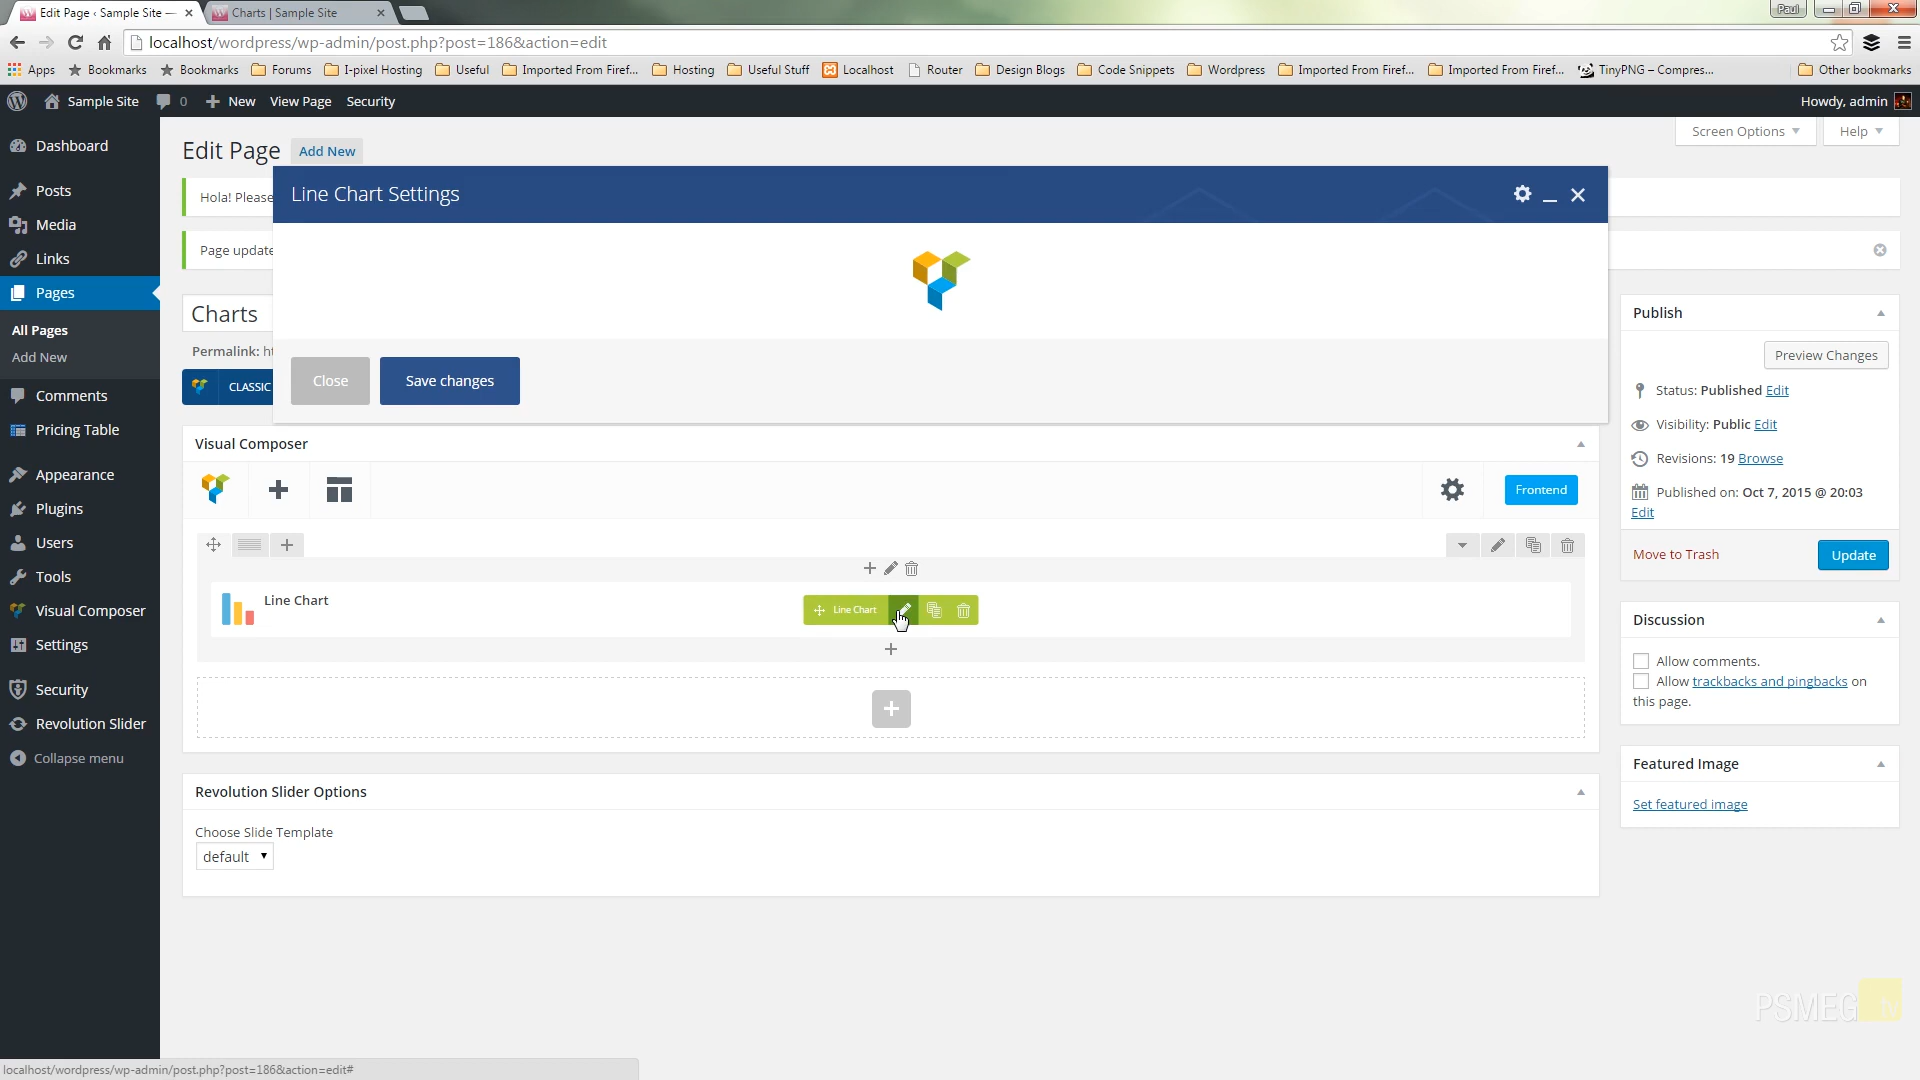 Edit Page ‹ Sample Site —
Charts | Sample Site
Paul
localhost/wordpress/wp-admin/post.php?post=186&action=edit
Apps
Bookmarks
Bookmarks
Forums
I-pixel Hosting
Useful
Imported From Firef...
Hosting
Useful Stuff
Localhost
Router
Design Blogs
Code Snippets
Wordpress
Imported From Firef...
Imported From Firef...
TinyPNG – Compres...
Other bookmarks
Sample Site
0
New
View Page
Security
Howdy, admin
Dashboard
Posts
Media
Links
Pages
All Pages
Add New
Comments
Pricing Table
Appearance
Plugins
Users
Tools
Visual Composer
Settings
Security
Revolution Slider
Collapse menu
Edit Page
Add New
Screen Options
Help
Hola! Please
Page update
Line Chart Settings
Close
Save changes
Charts
Permalink: ht
CLASSIC
Visual Composer
Frontend
Line Chart
Line Chart
Revolution Slider Options
Choose Slide Template
default
Publish
Preview Changes
Status: Published Edit
Visibility: Public Edit
Revisions: 19 Browse
Published on: Oct 7, 2015 @ 20:03
Edit
Move to Trash
Update
Discussion
Allow comments.
Allow trackbacks and pingbacks on
this page.
Featured Image
Set featured image
PSMEG tv
localhost/wordpress/wp-admin/post.php?post=186&action=edit#